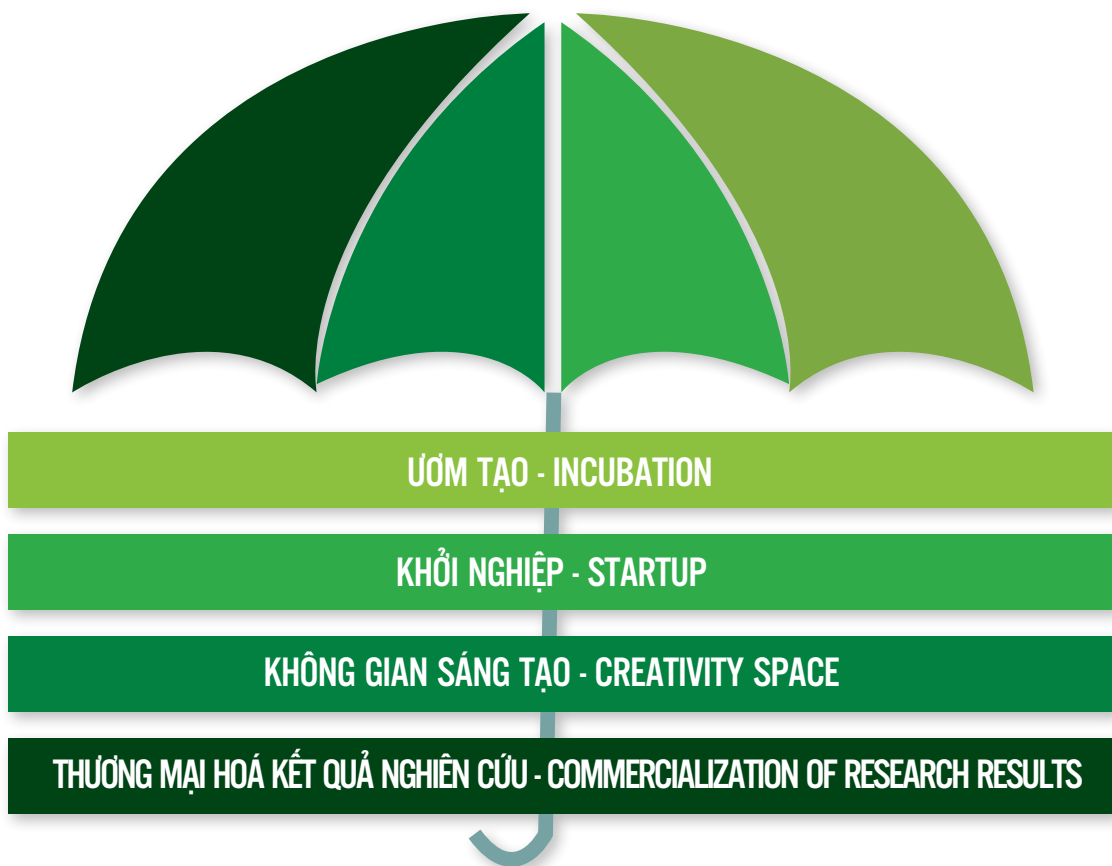 ƯƠM TẠO - INCUBATION
KHỞI NGHIỆP - STARTUP
KHÔNG GIAN SÁNG TẠO - CREATIVITY SPACE
THƯƠNG MẠI HOÁ KẾT QUẢ NGHIÊN CỨU - COMMERCIALIZATION OF RESEARCH RESULTS